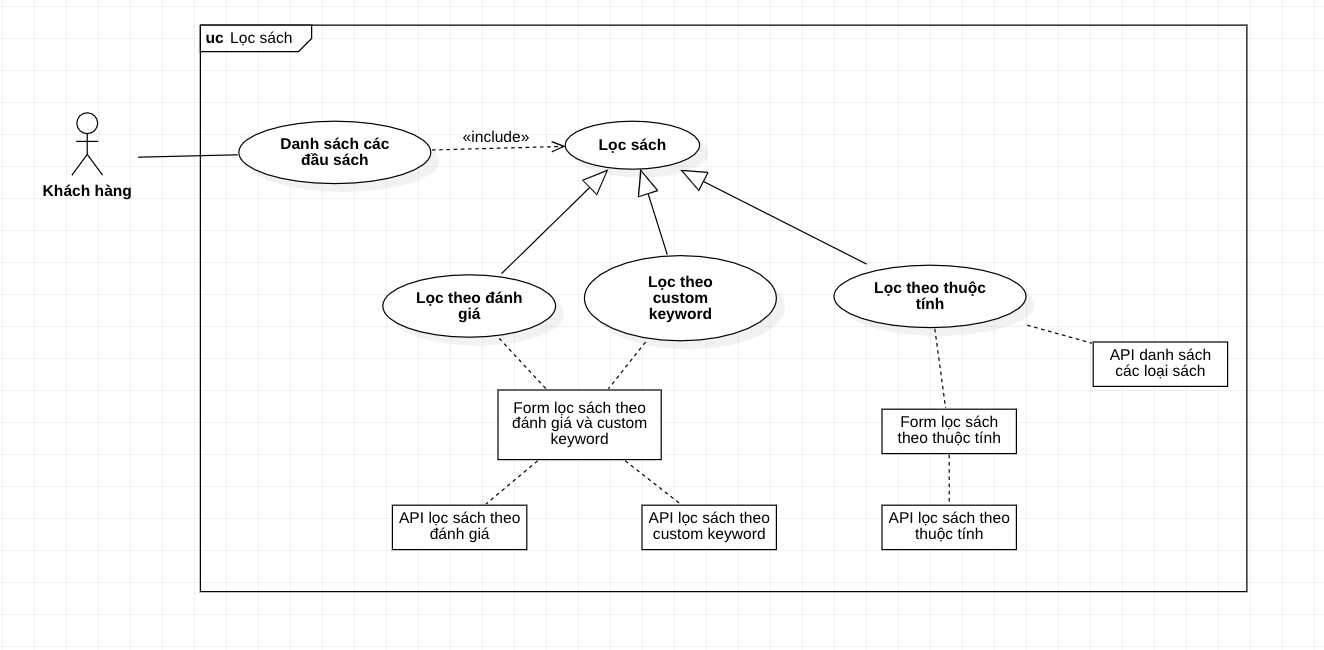 uc Lọc sách
Danh sách các
đầu sách
«include»
Lọc sách
Khách hàng
Lọc theo đánh
giá
Lọc theo
custom
keyword
Lọc theo thuộc
tính
API danh sách
các loại sách
Form lọc sách theo
đánh giá và custom
keyword
Form lọc sách
theo thuộc tính
API lọc sách theo
đánh giá
API lọc sách theo
custom keyword
API lọc sách theo
thuộc tính